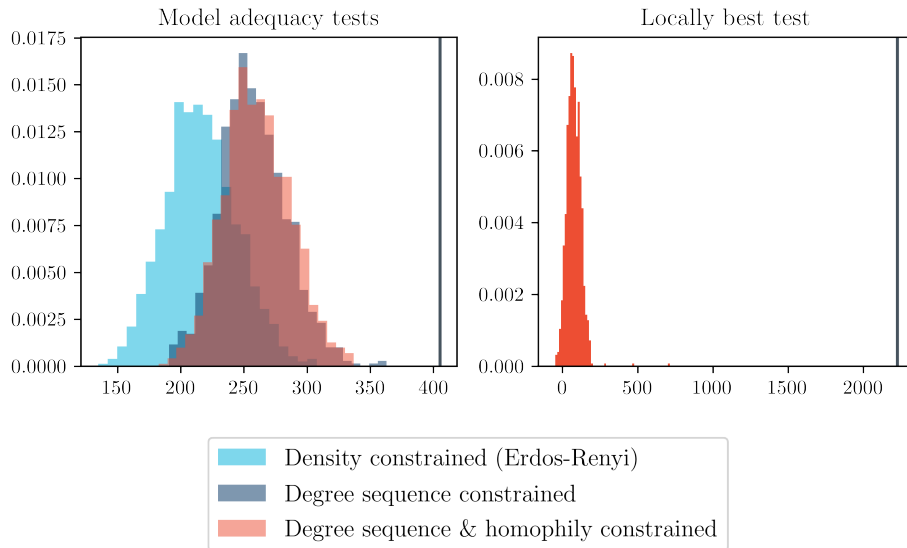 Model adequacy tests
0.0175
0.0150
0.0125
0.0100
0.0075
0.0050
0.0025
0.0000
150 200 250 300 350 400
Locally best test
0.008
0.006
0.004
0.002
0.000
0 500 1000 1500 2000
Density constrained (Erdos-Renyi)
Degree sequence constrained
Degree sequence & homophily constrained